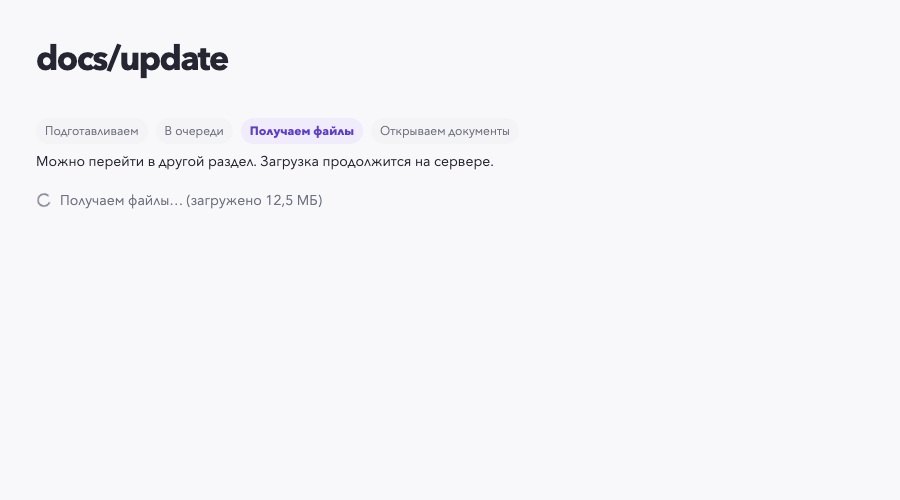 docs/update
Подготавливаем В очереди Получаем файлы Открываем документы
Можно перейти в другой раздел. Загрузка продолжится на сервере.
Получаем файлы… (загружено 12,5 МБ)